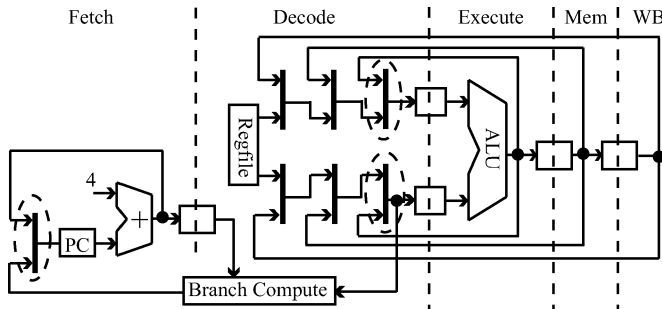 Fetch Decode Execute Mem WB
Regfile
ALU
4
+
PC
Branch Compute